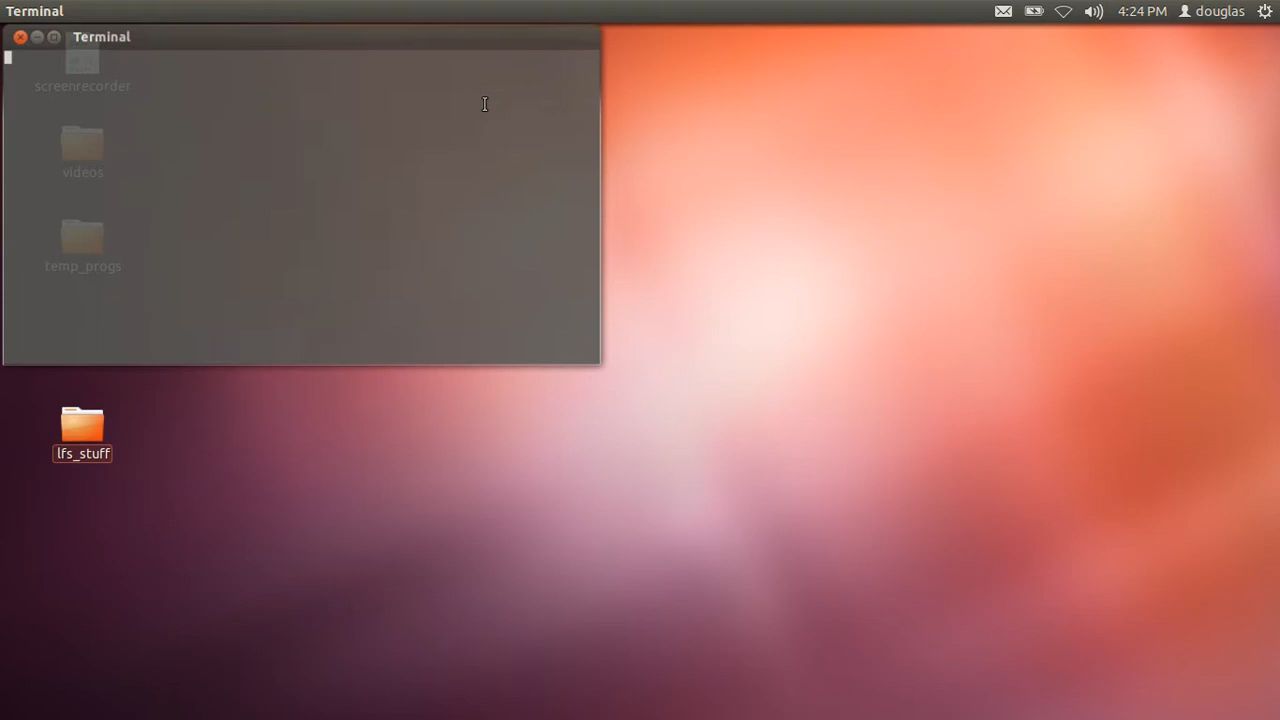 Terminal
4:24 PM douglas
Terminal
screenrecorder
videos
temp_progs
lfs_stuff